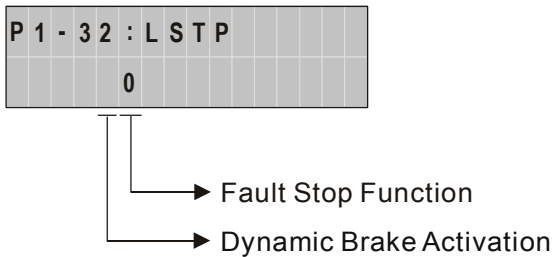 P1-32:LSTP
0
Fault Stop Function
Dynamic Brake Activation